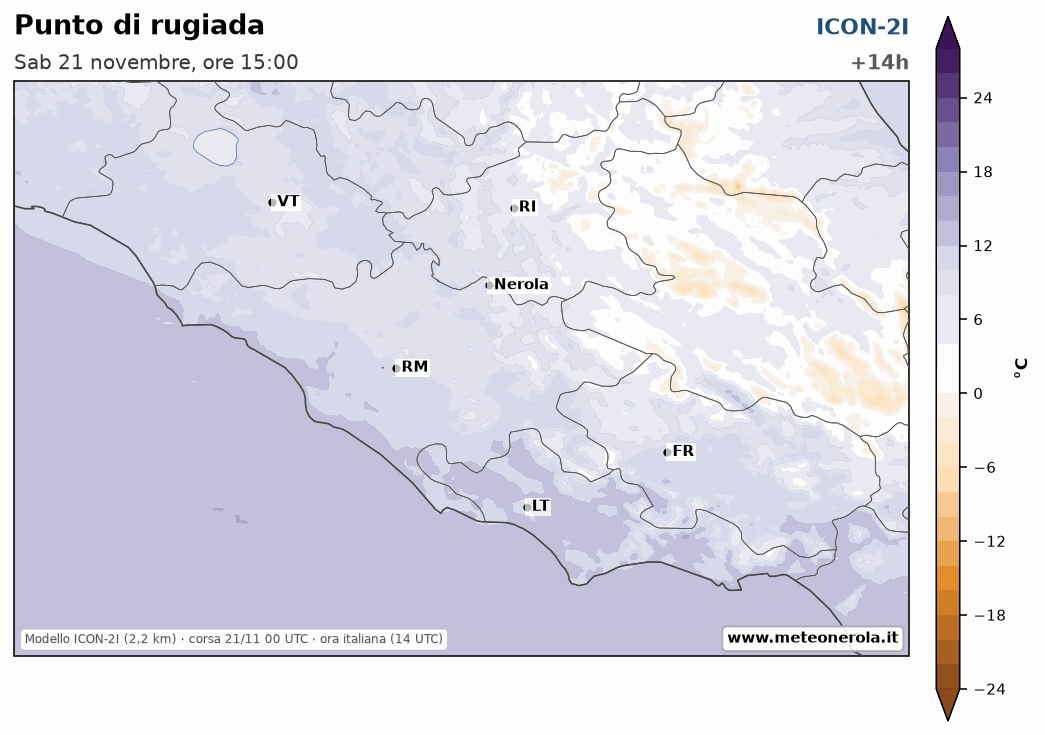 Punto di rugiada
ICON-2I
Sab 21 novembre, ore 15:00
+14h
VT
RI
Nerola
RM
FR
LT
24
18
12
6
0
−6
−12
−18
−24
°C
Modello ICON-2I (2,2 km) · corsa 21/11 00 UTC · ora italiana (14 UTC)
www.meteonerola.it